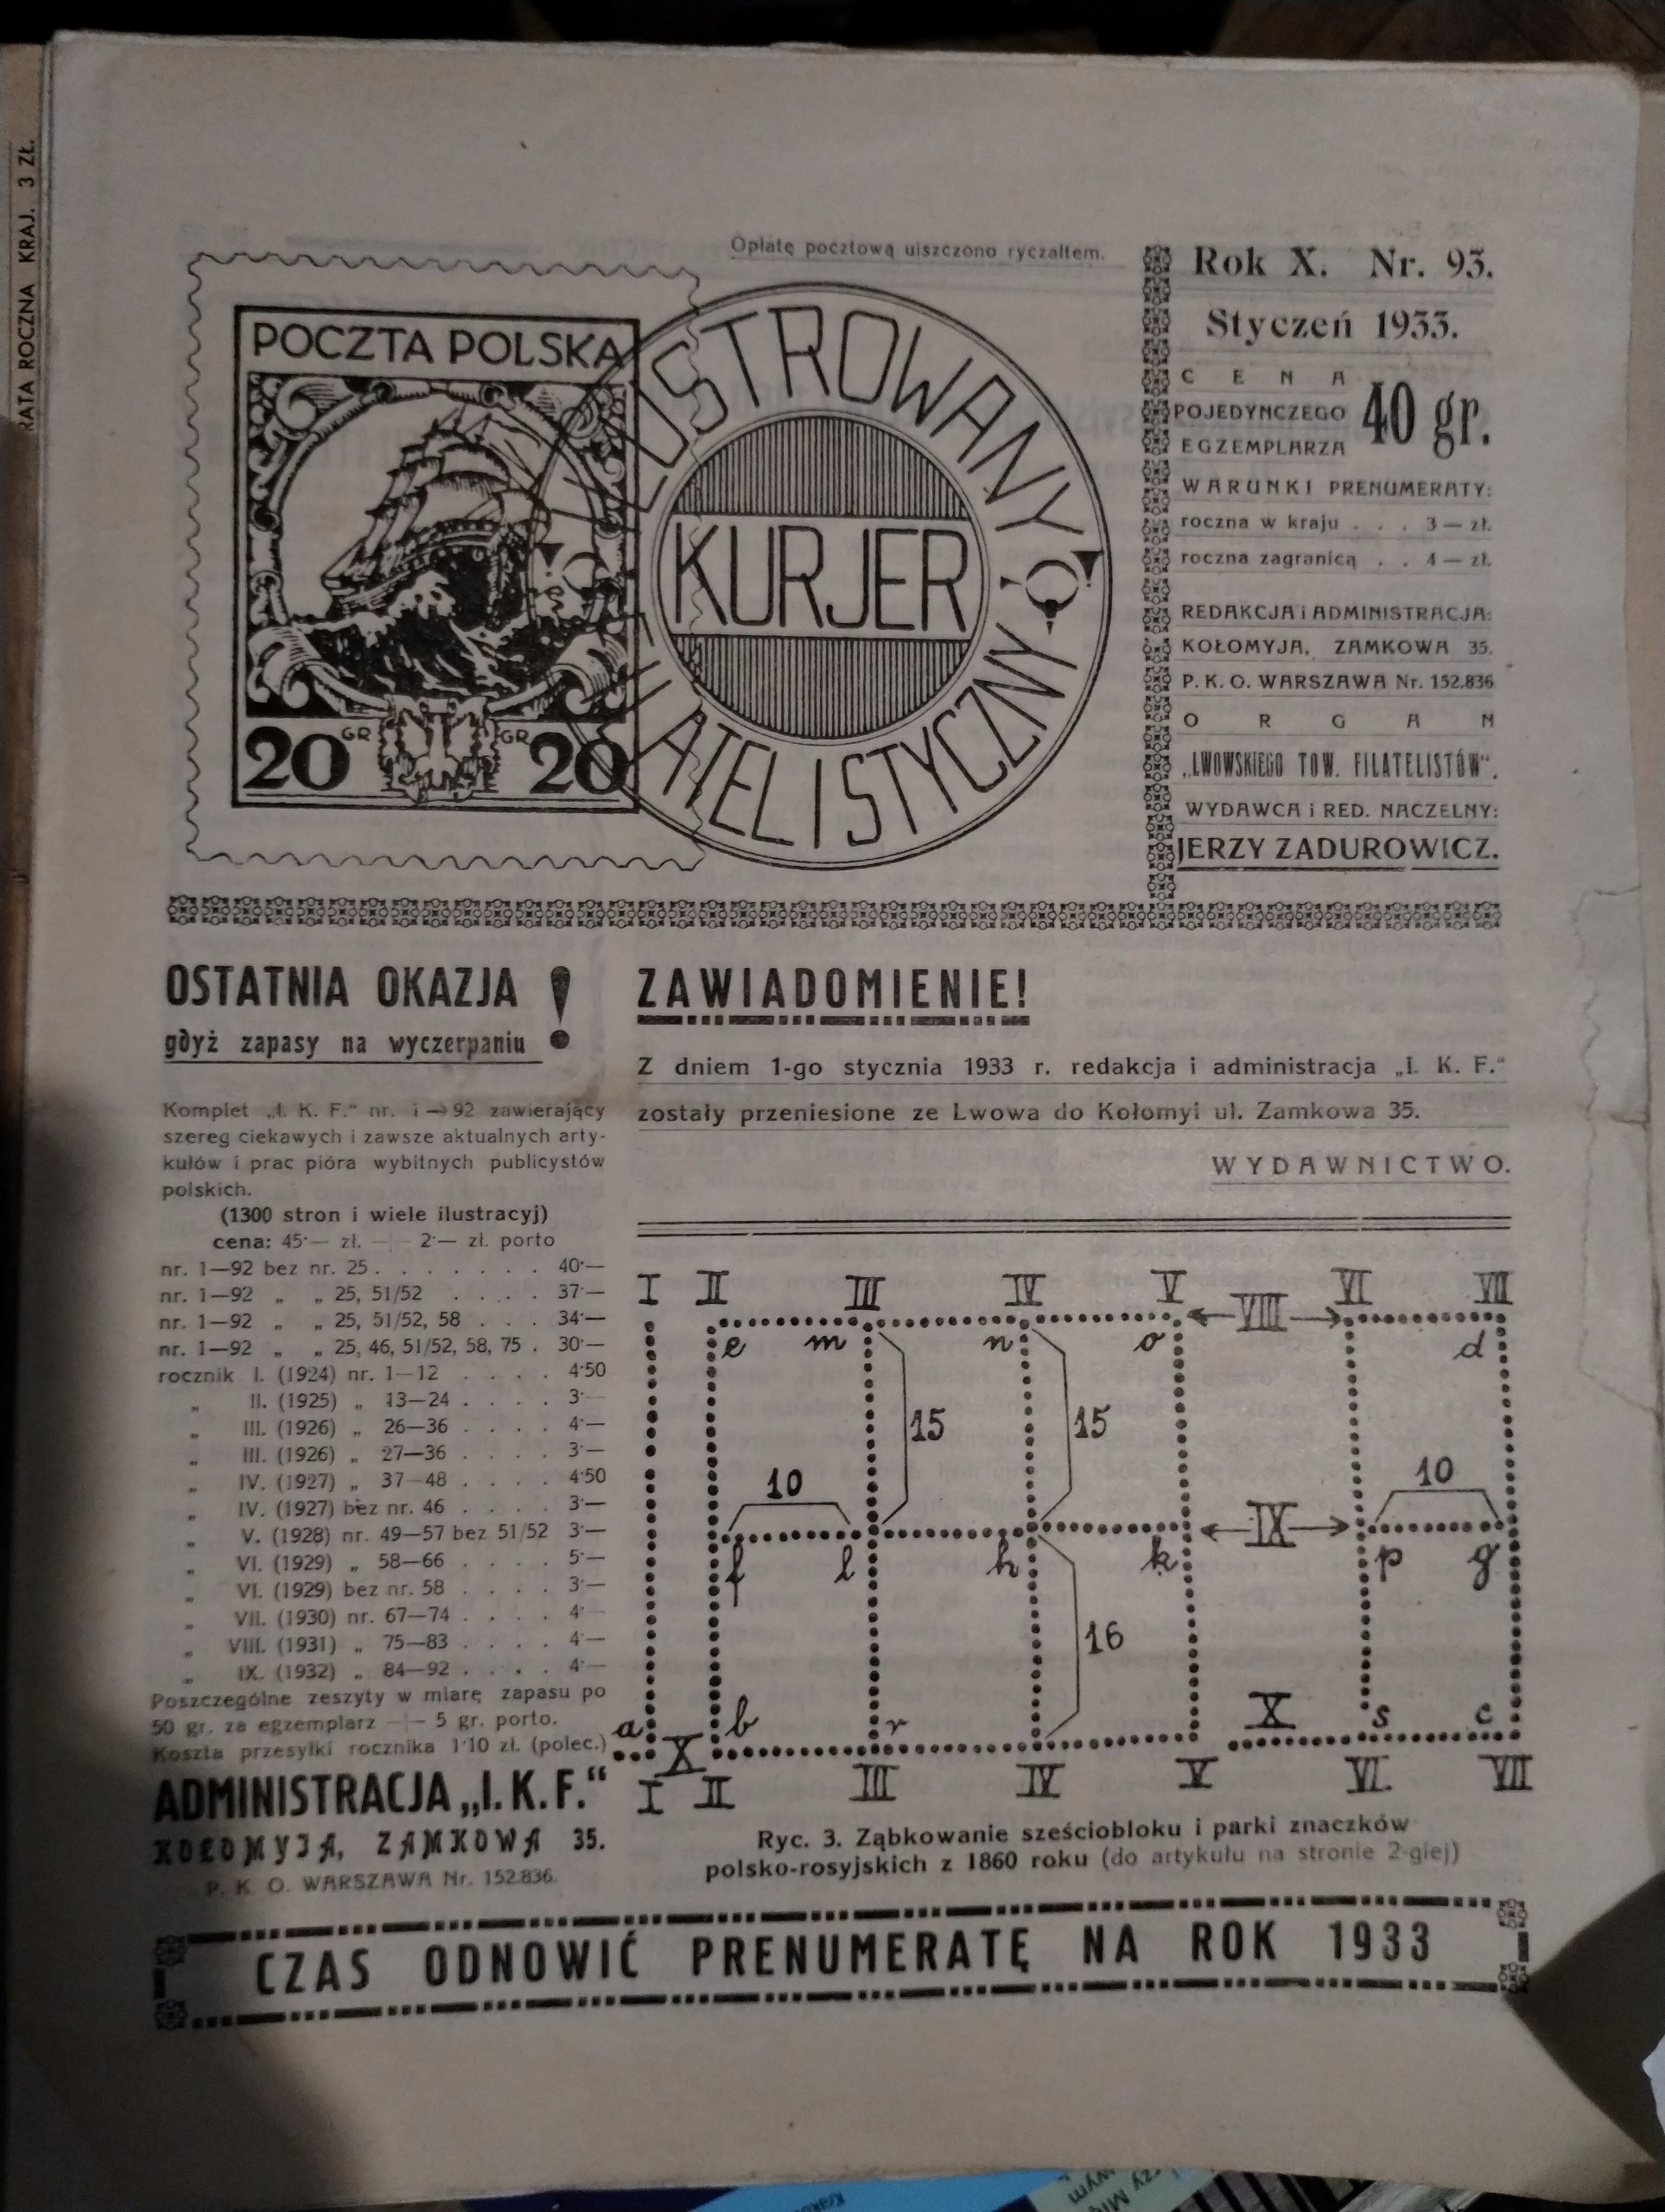 RATA ROCZNA KRAJ. 3 ZŁ.
Opłatę pocztową uiszczono ryczałtem.
POCZTA POLSKA
20 GR GR 20
ILUSTROWANY
KURJER
FILATELISTYCZNY
Rok X. Nr. 93.
Styczeń 1933.
CENA
POJEDYNCZEGO
EGZEMPLARZA
40 gr.
WARUNKI PRENUMERATY:
roczna w kraju . . . 3 — zł.
roczna zagranicą . . 4 — zł.
REDAKCJA i ADMINISTRACJA:
KOŁOMYJA, ZAMKOWA 35.
P. K. O. WARSZAWA Nr. 152.836
ORGAN
„LWOWSKIEGO TOW. FILATELISTÓW".
WYDAWCA i RED. NACZELNY:
JERZY ZADUROWICZ.
OSTATNIA OKAZJA !
gdyż zapasy na wyczerpaniu
Komplet „I. K. F." nr. 1—92 zawierający
szereg ciekawych i zawsze aktualnych arty-
kułów i prac pióra wybitnych publicystów
polskich.
(1300 stron i wiele ilustracyj)
cena: 45·— zł. + 2·— zł. porto
nr. 1—92 bez nr. 25 . . . . . . . 40·—
nr. 1—92 „ „ 25, 51/52 . . . . 37·—
nr. 1—92 „ „ 25, 51/52, 58 . . . 34·—
nr. 1—92 „ „ 25, 46, 51/52, 58, 75 . 30·—
rocznik I. (1924) nr. 1—12 . . . . 4·50
„ II. (1925) „ 13—24 . . . . 3·—
„ III. (1926) „ 26—36 . . . . 4·—
„ III. (1926) „ 27—36 . . . . 3·—
„ IV. (1927) „ 37—48 . . . . 4·50
„ IV. (1927) bez nr. 46 . . . . 3·—
„ V. (1928) nr. 49—57 bez 51/52 3·—
„ VI. (1929) „ 58—66 . . . . 5·—
„ VI. (1929) bez nr. 58 . . . . 3·—
„ VII. (1930) nr. 67—74 . . . . 4·—
„ VIII. (1931) „ 75—83 . . . . 4·—
„ IX. (1932) „ 84—92 . . . . 4·—
Poszczególne zeszyty w miarę zapasu po
50 gr. za egzemplarz + 5 gr. porto.
Koszta przesyłki rocznika 1·10 zł. (polec.)
ADMINISTRACJA „I. K. F."
KOŁOMYJA, ZAMKOWA 35.
P. K. O. WARSZAWA Nr. 152.836.
ZAWIADOMIENIE!
Z dniem 1-go stycznia 1933 r. redakcja i administracja „I. K. F."
zostały przeniesione ze Lwowa do Kołomyi ul. Zamkowa 35.
WYDAWNICTWO.
I II III IV V VIII VI VII
e m n o d
15 15
10 10
IX
f l h k p g
16
a b r X s c
X
I II III IV V VI. VII
Ryc. 3. Ząbkowanie sześciobloku i parki znaczków
polsko-rosyjskich z 1860 roku (do artykułu na stronie 2-giej)
CZAS ODNOWIĆ PRENUMERATĘ NA ROK 1933